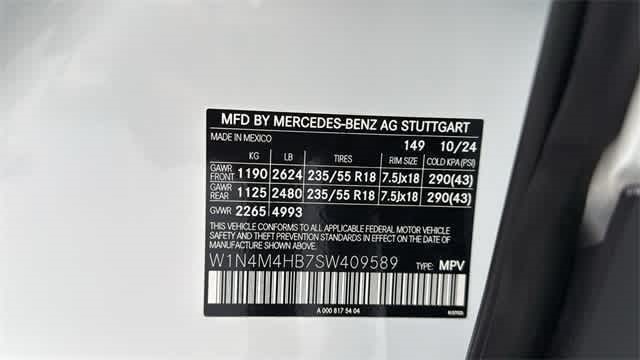 MFD BY MERCEDES-BENZ AG STUTTGART
MADE IN MEXICO 149 10/24
KG LB TIRES RIM SIZE COLD KPA(PSI)
GAWR FRONT 1190 2624 235/55 R18 7.5Jx18 290(43)
GAWR REAR 1125 2480 235/55 R18 7.5Jx18 290(43)
GVWR 2265 4993
THIS VEHICLE CONFORMS TO ALL APPLICABLE FEDERAL MOTOR VEHICLE
SAFETY AND THEFT PREVENTION STANDARDS IN EFFECT ON THE DATE
OF MANUFACTURE SHOWN ABOVE.
W1N4M4HB7SW409589 TYPE: MPV
A 000 817 54 04